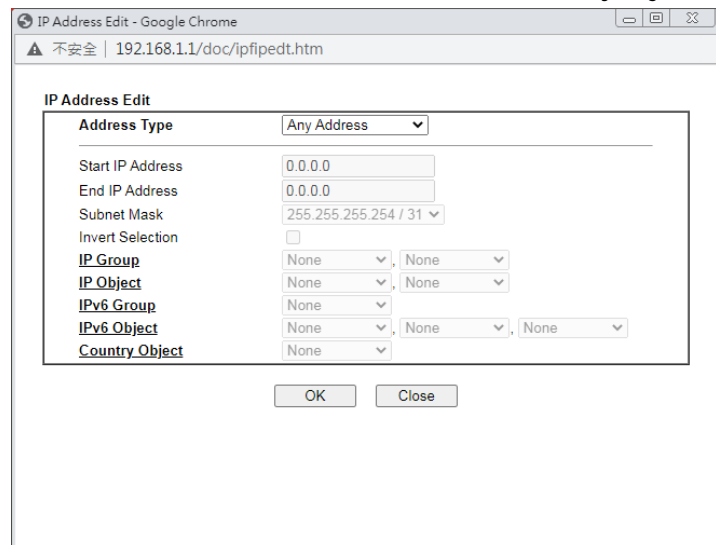 IP Address Edit - Google Chrome
不安全 | 192.168.1.1/doc/ipfipedt.htm
IP Address Edit
Address Type Any Address
Start IP Address 0.0.0.0
End IP Address 0.0.0.0
Subnet Mask 255.255.255.254 / 31
Invert Selection
IP Group None , None
IP Object None , None
IPv6 Group None
IPv6 Object None , None , None
Country Object None
OK Close